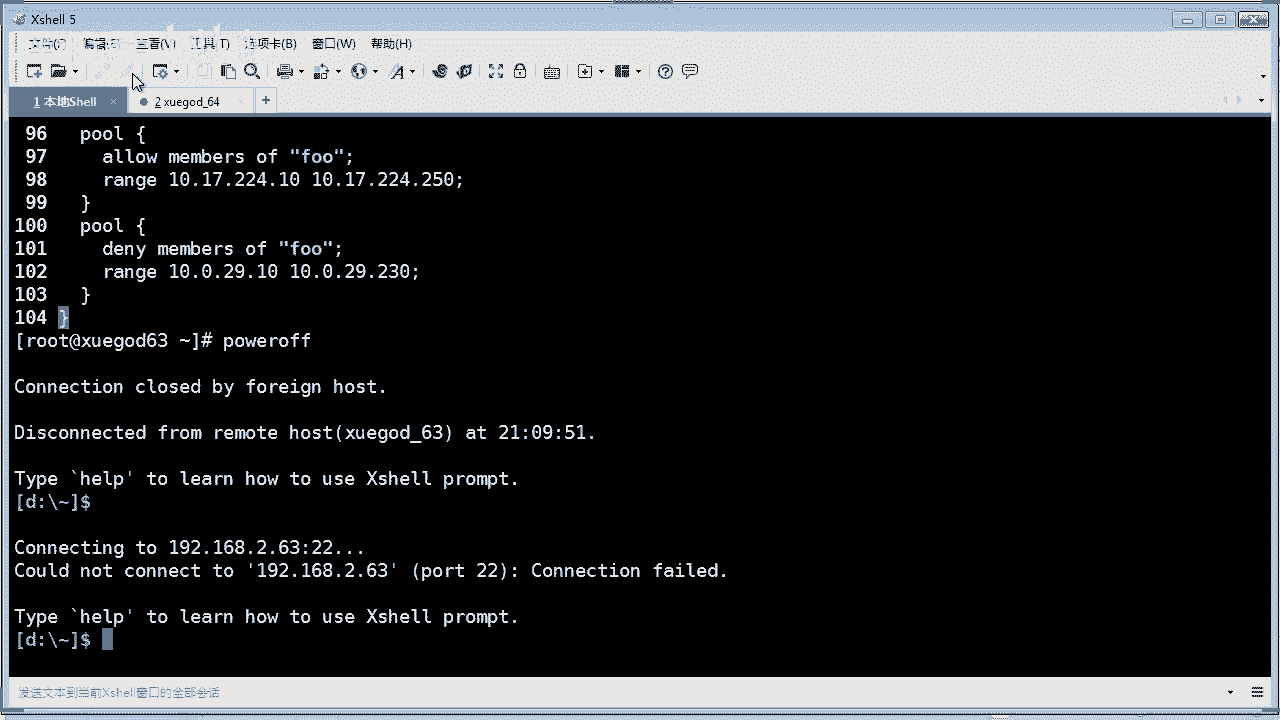 Xshell 5
文件(F) 编辑(E) 查看(V) 工具(T) 选项卡(B) 窗口(W) 帮助(H)
1 本地Shell × 2 xuegod_64 +
96 pool {
97 allow members of "foo";
98 range 10.17.224.10 10.17.224.250;
99 }
100 pool {
101 deny members of "foo";
102 range 10.0.29.10 10.0.29.230;
103 }
104 }
[root@xuegod63 ~]# poweroff
Connection closed by foreign host.
Disconnected from remote host(xuegod_63) at 21:09:51.
Type `help' to learn how to use Xshell prompt.
[d:\~]$
Connecting to 192.168.2.63:22...
Could not connect to '192.168.2.63' (port 22): Connection failed.
Type `help' to learn how to use Xshell prompt.
[d:\~]$
发送文本到当前Xshell窗口的全部会话